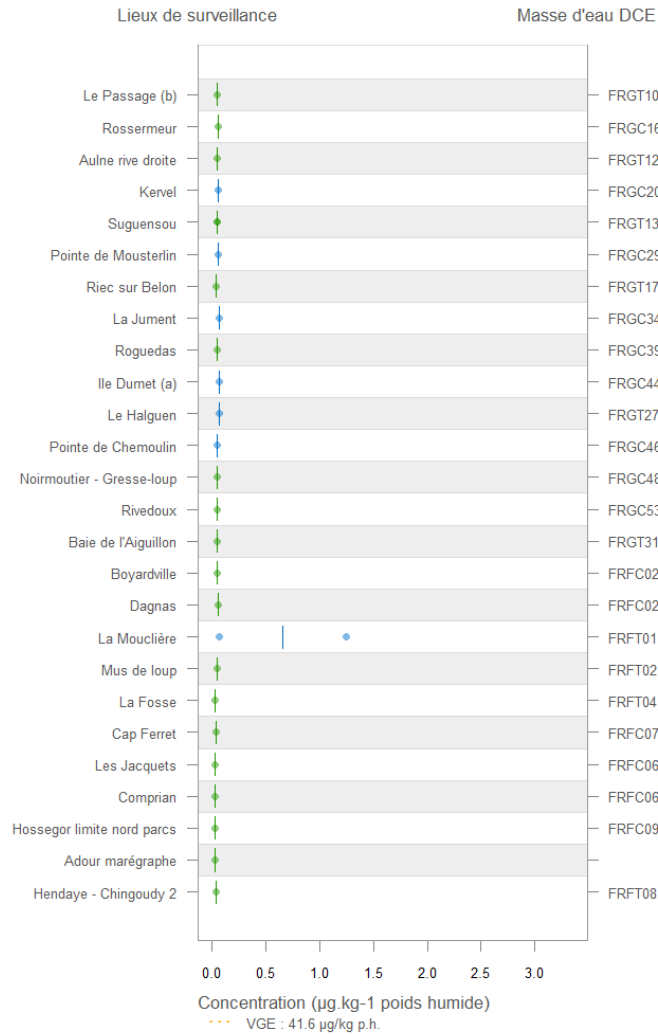 Lieux de surveillance Masse d'eau DCE
Le Passage (b) FRGT10
Rossermeur FRGC16
Aulne rive droite FRGT12
Kervel FRGC20
Suguensou FRGT13
Pointe de Mousterlin FRGC29
Riec sur Belon FRGT17
La Jument FRGC34
Roguedas FRGC39
Ile Dumet (a) FRGC44
Le Halguen FRGT27
Pointe de Chemoulin FRGC46
Noirmoutier - Gresse-loup FRGC48
Rivedoux FRGC53
Baie de l'Aiguillon FRGT31
Boyardville FRFC02
Dagnas FRFC02
La Mouclière FRFT01
Mus de loup FRFT02
La Fosse FRFT04
Cap Ferret FRFC07
Les Jacquets FRFC06
Comprian FRFC06
Hossegor limite nord parcs FRFC09
Adour marégraphe
Hendaye - Chingoudy 2 FRFT08
0.0 0.5 1.0 1.5 2.0 2.5 3.0
Concentration (µg.kg-1 poids humide)
VGE : 41.6 µg/kg p.h.